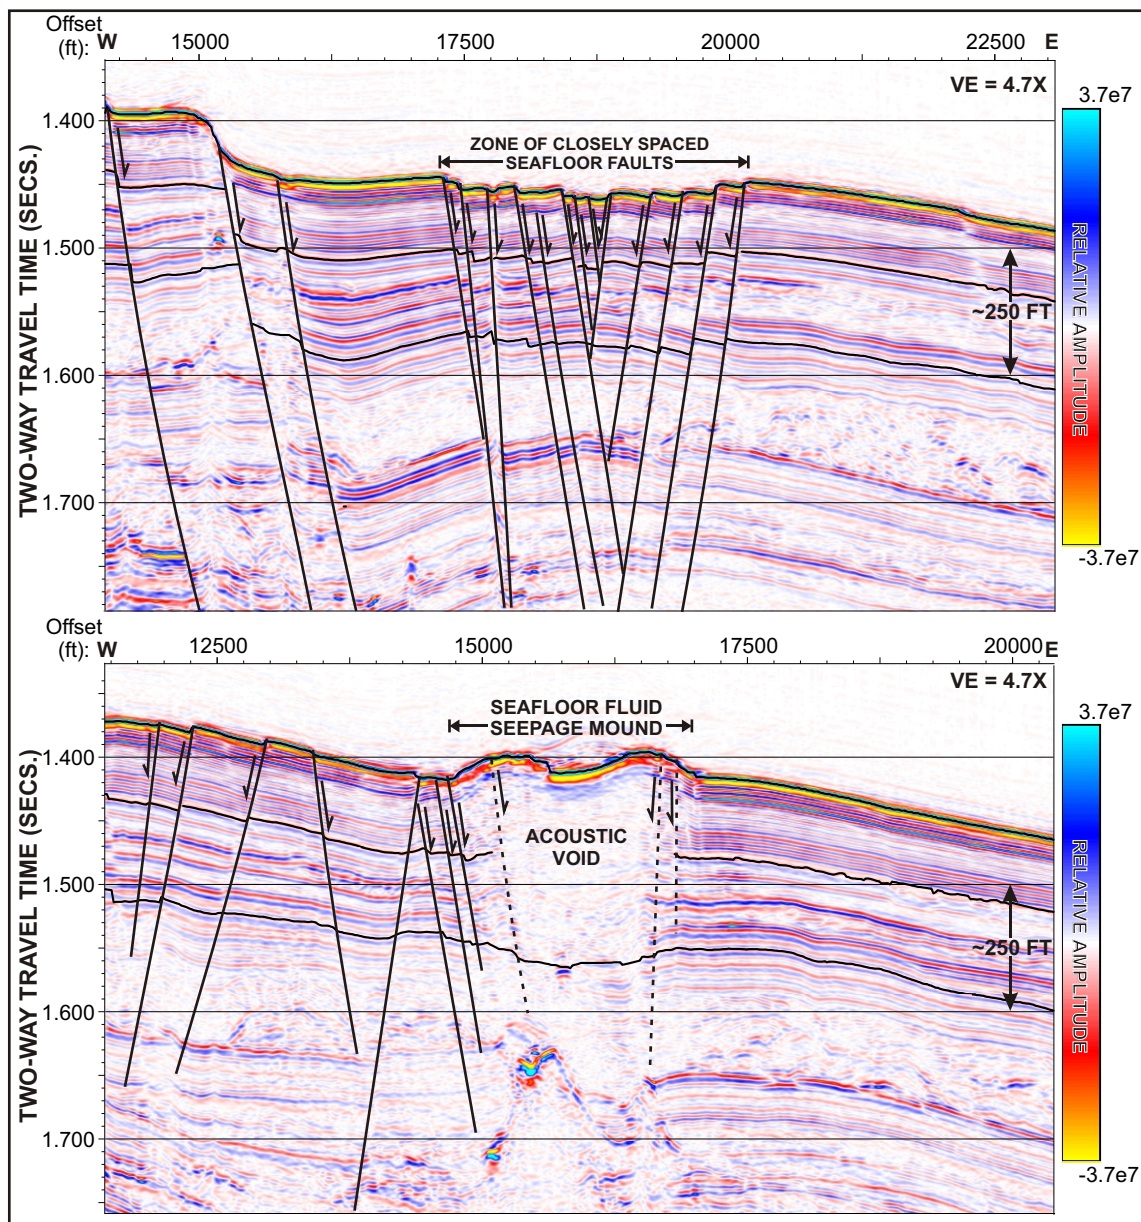 Offset
(ft): W 15000 17500 20000 22500 E
VE = 4.7X
3.7e7
1.400
ZONE OF CLOSELY SPACED
SEAFLOOR FAULTS
1.500
~250 FT
1.600
1.700
TWO-WAY TRAVEL TIME (SECS.)
RELATIVE AMPLITUDE
-3.7e7
Offset
(ft): W 12500 15000 17500 20000 E
VE = 4.7X
3.7e7
SEAFLOOR FLUID
SEEPAGE MOUND
1.400
ACOUSTIC
VOID
1.500
~250 FT
1.600
1.700
TWO-WAY TRAVEL TIME (SECS.)
RELATIVE AMPLITUDE
-3.7e7